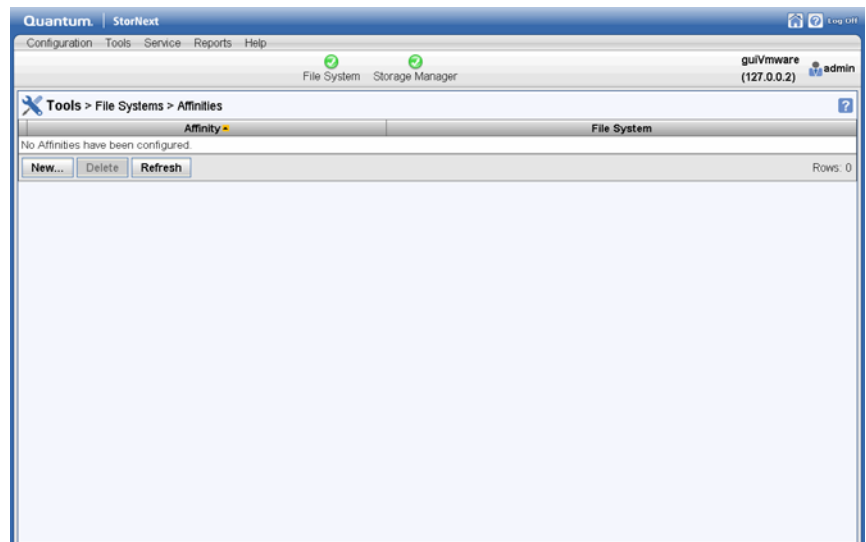 Quantum. StorNext Log Off
Configuration Tools Service Reports Help
File System Storage Manager
guiVmware
(127.0.0.2)
admin
Tools > File Systems > Affinities
Affinity File System
No Affinities have been configured.
New... Delete Refresh Rows: 0